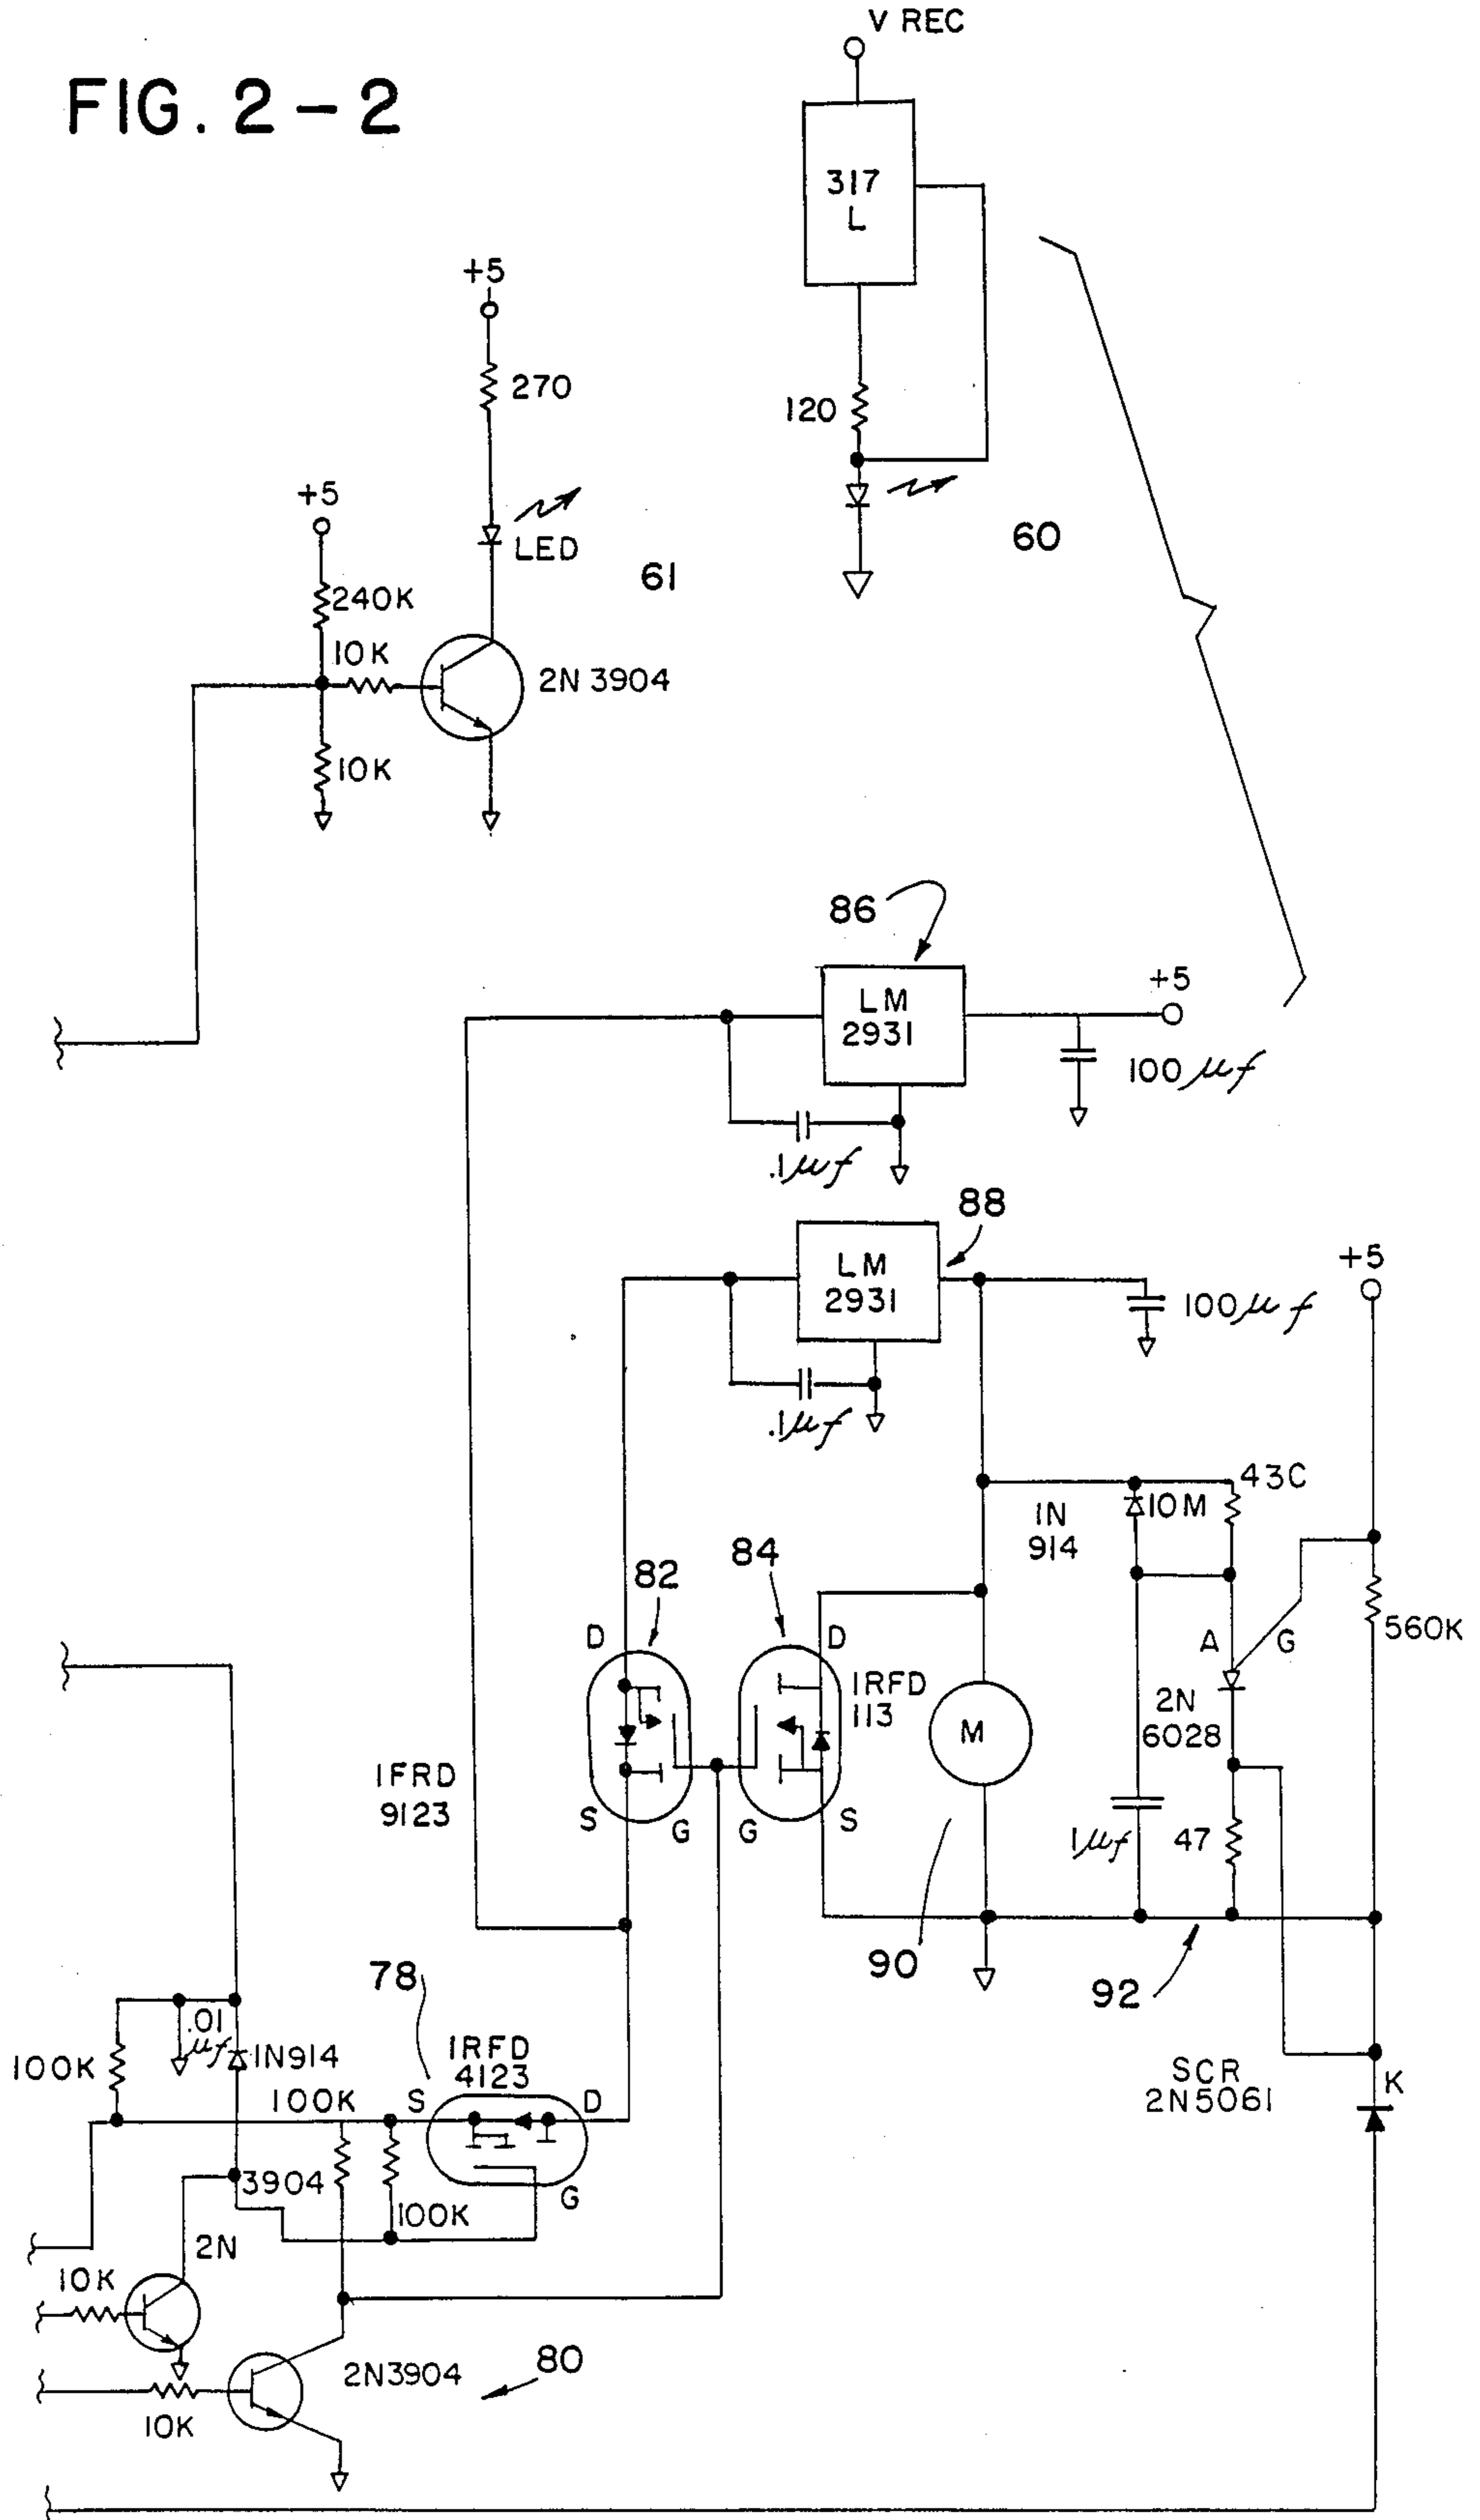 FIG. 2-2
V REC
317
L
120
60
+5
270
LED
61
+5
240K
10K
2N 3904
10K
86
LM
2931
+5
100 µf
.1µf
88
LM
2931
100µf
+5
.1µf
43C
1N
914
10M
82
84
D
D
IRFD
113
A
G
560K
M
2N
6028
IFRD
9123
S
G
G
S
1µf
47
90
92
78
.01
µf
1N914
IRFD
4123
100K
100K
S
D
SCR
2N5061
K
3904
100K
G
2N
10K
2N3904
80
10K